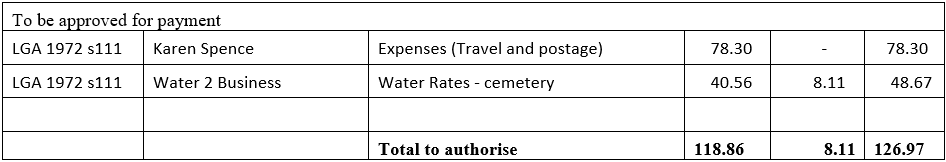 To be approved for payment
LGA 1972 s111 Karen Spence Expenses (Travel and postage) 78.30 - 78.30
LGA 1972 s111 Water 2 Business Water Rates - cemetery 40.56 8.11 48.67
Total to authorise 118.86 8.11 126.97